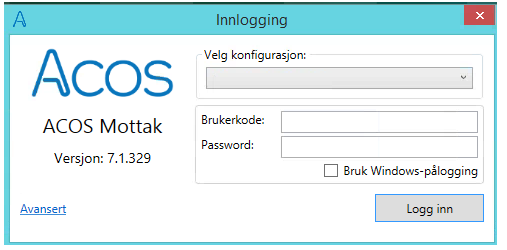 Innlogging
Acos
ACOS Mottak
Versjon: 7.1.329
Avansert
Velg konfigurasjon:
Brukerkode:
Password:
Bruk Windows-pålogging
Logg inn